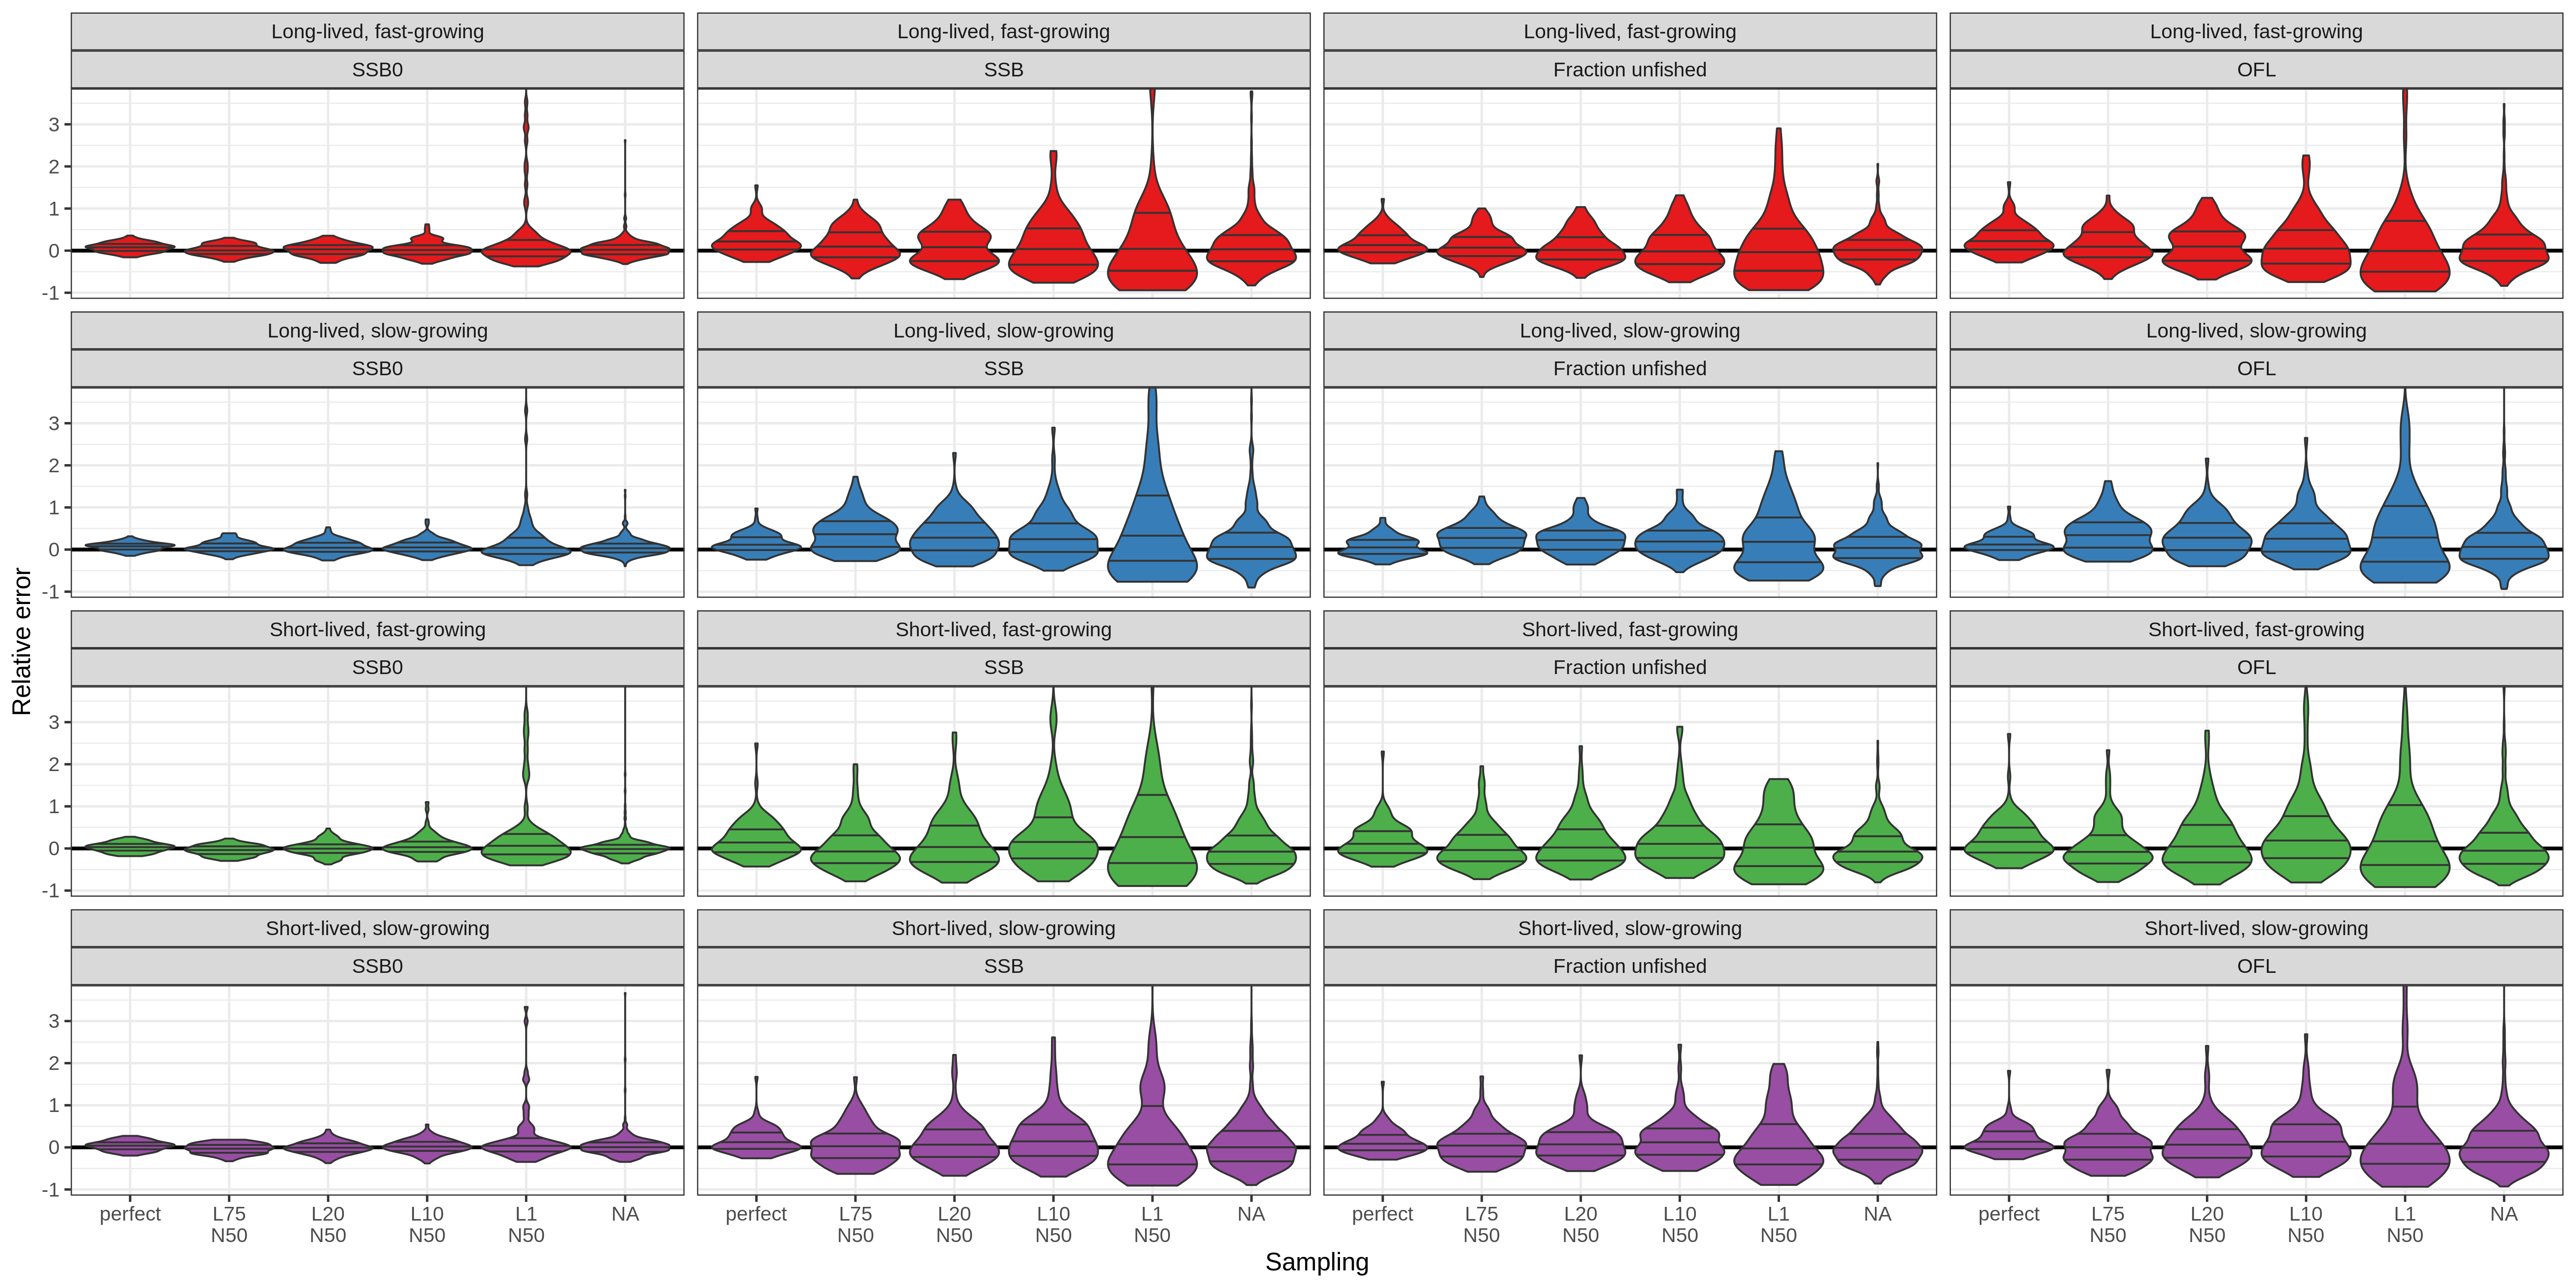 Long-lived, fast-growing
Long-lived, fast-growing
Long-lived, fast-growing
Long-lived, fast-growing
SSB0
SSB
Fraction unfished
OFL
3
2
1
0
-1
Long-lived, slow-growing
Long-lived, slow-growing
Long-lived, slow-growing
Long-lived, slow-growing
SSB0
SSB
Fraction unfished
OFL
3
2
1
0
-1
Relative error
Short-lived, fast-growing
Short-lived, fast-growing
Short-lived, fast-growing
Short-lived, fast-growing
SSB0
SSB
Fraction unfished
OFL
3
2
1
0
-1
Short-lived, slow-growing
Short-lived, slow-growing
Short-lived, slow-growing
Short-lived, slow-growing
SSB0
SSB
Fraction unfished
OFL
3
2
1
0
-1
perfect L75 L20 L10 L1 NA
N50 N50 N50 N50
perfect L75 L20 L10 L1 NA
N50 N50 N50 N50
perfect L75 L20 L10 L1 NA
N50 N50 N50 N50
perfect L75 L20 L10 L1 NA
N50 N50 N50 N50
Sampling